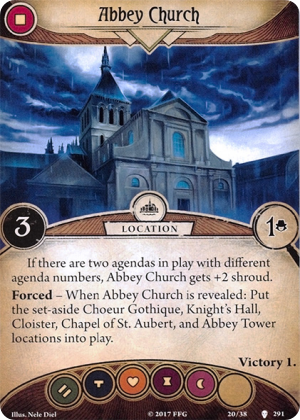 Abbey Church
3
1
LOCATION
If there are two agendas in play with different
agenda numbers, Abbey Church gets +2 shroud.
Forced – When Abbey Church is revealed: Put
the set-aside Choeur Gothique, Knight's Hall,
Cloister, Chapel of St. Aubert, and Abbey Tower
locations into play.
Victory 1.
Illus. Nele Diel © 2017 FFG 20/38 291